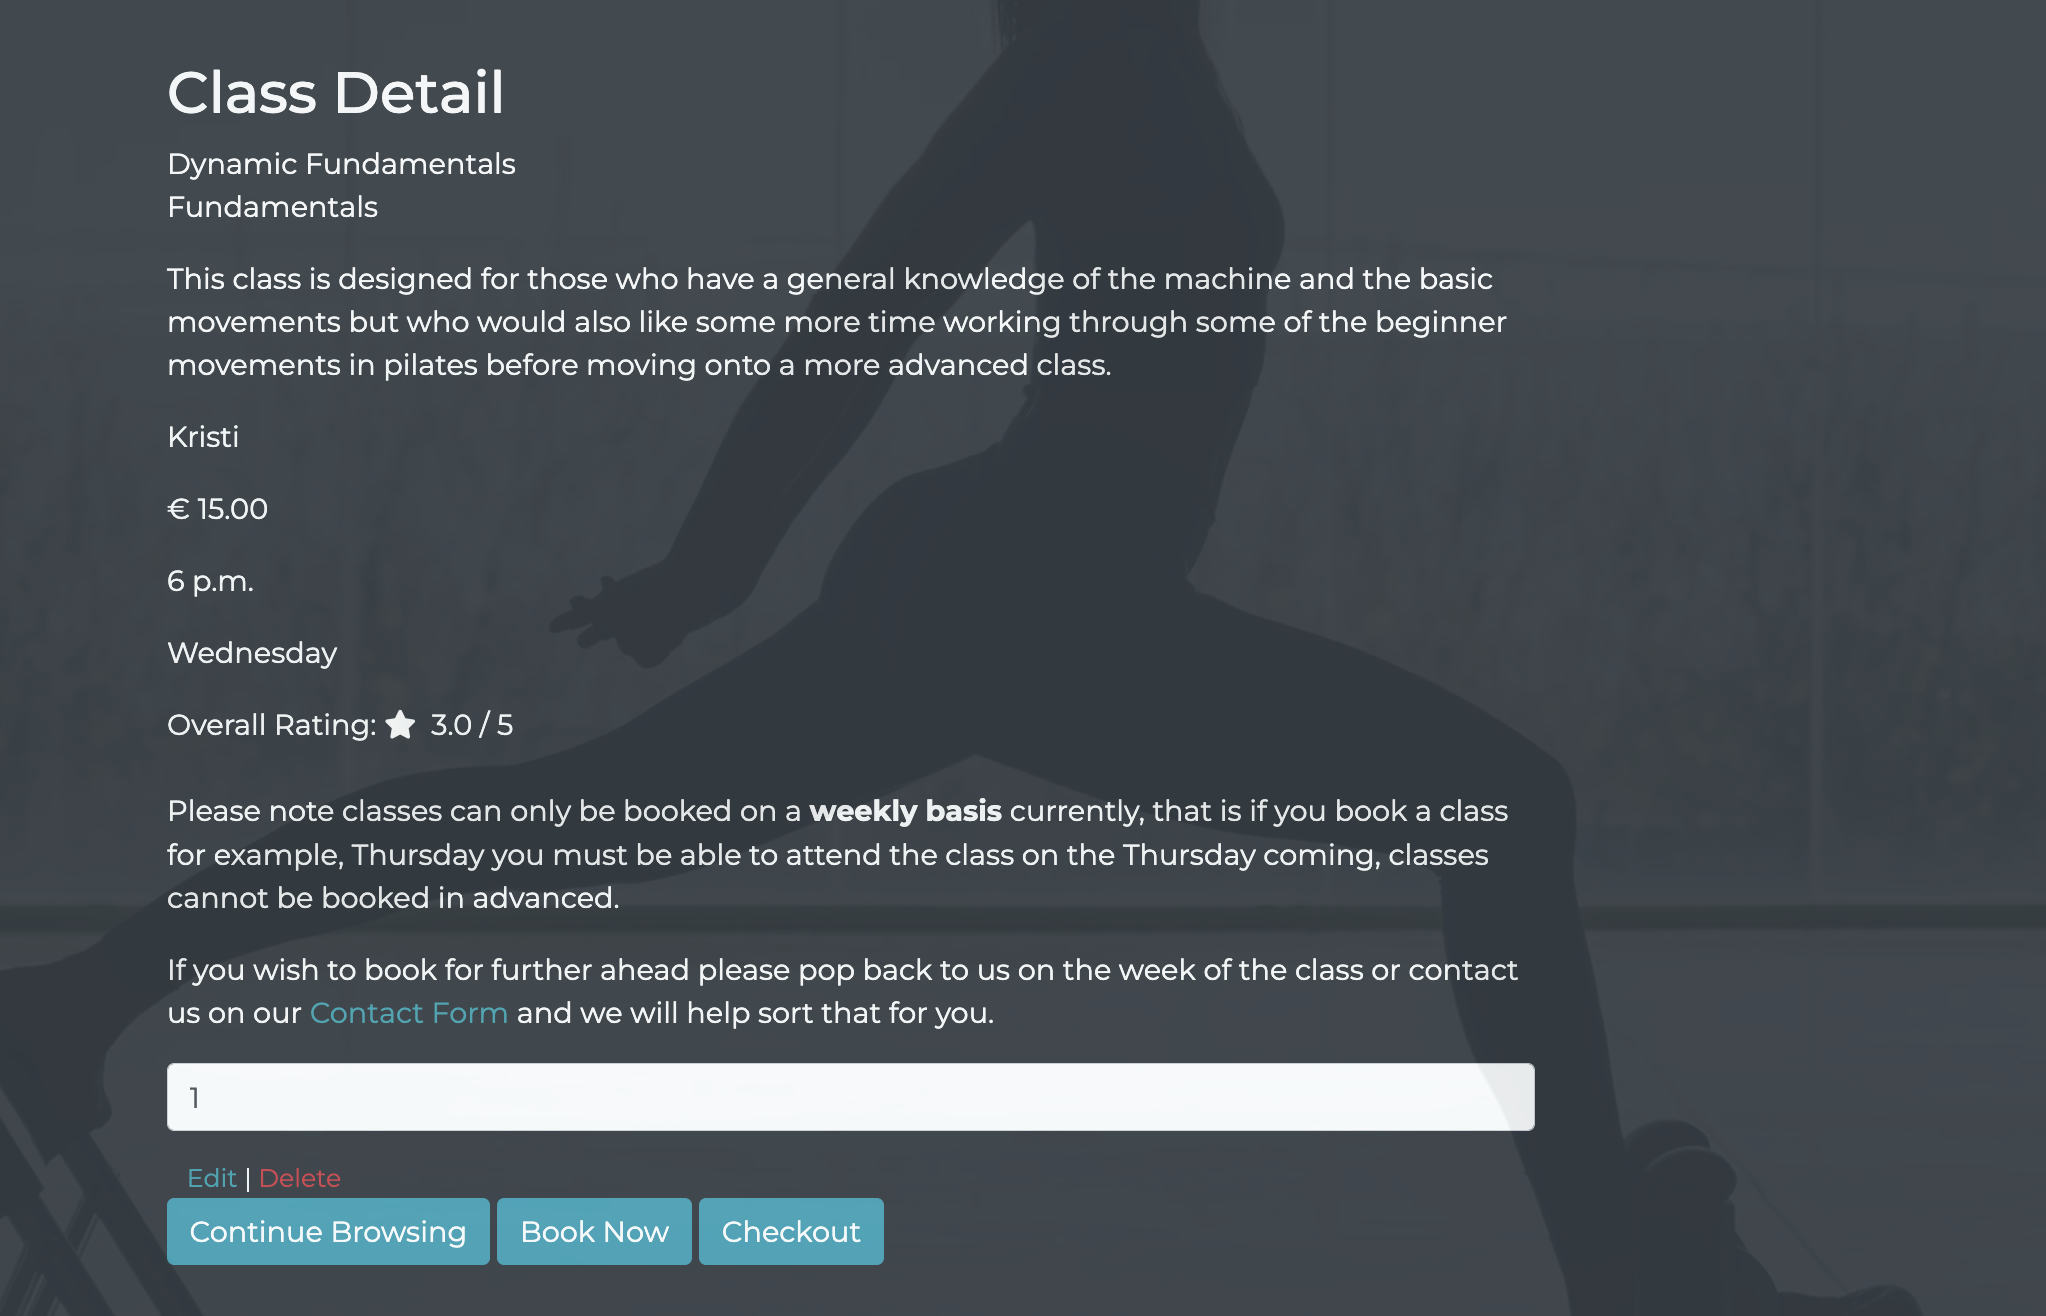 Class Detail
Dynamic Fundamentals
Fundamentals
This class is designed for those who have a general knowledge of the machine and the basic
movements but who would also like some more time working through some of the beginner
movements in pilates before moving onto a more advanced class.
Kristi
€ 15.00
6 p.m.
Wednesday
Overall Rating: ★ 3.0 / 5
Please note classes can only be booked on a weekly basis currently, that is if you book a class
for example, Thursday you must be able to attend the class on the Thursday coming, classes
cannot be booked in advanced.
If you wish to book for further ahead please pop back to us on the week of the class or contact
us on our Contact Form and we will help sort that for you.
1
Edit | Delete
Continue Browsing Book Now Checkout